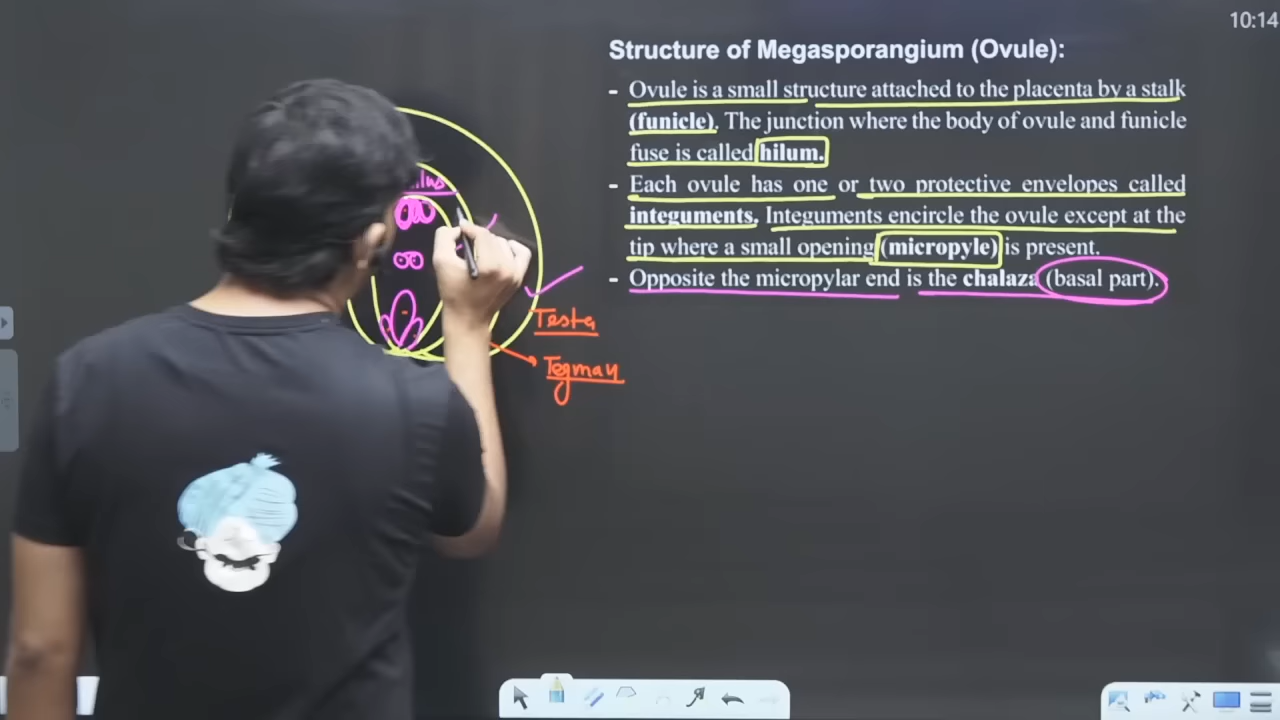 10:14
Structure of Megasporangium (Ovule):
- Ovule is a small structure attached to the placenta by a stalk
(funicle). The junction where the body of ovule and funicle
fuse is called hilum.
- Each ovule has one or two protective envelopes called
integuments. Integuments encircle the ovule except at the
tip where a small opening (micropyle) is present.
- Opposite the micropylar end is the chalaza (basal part).
Testa
Tegman